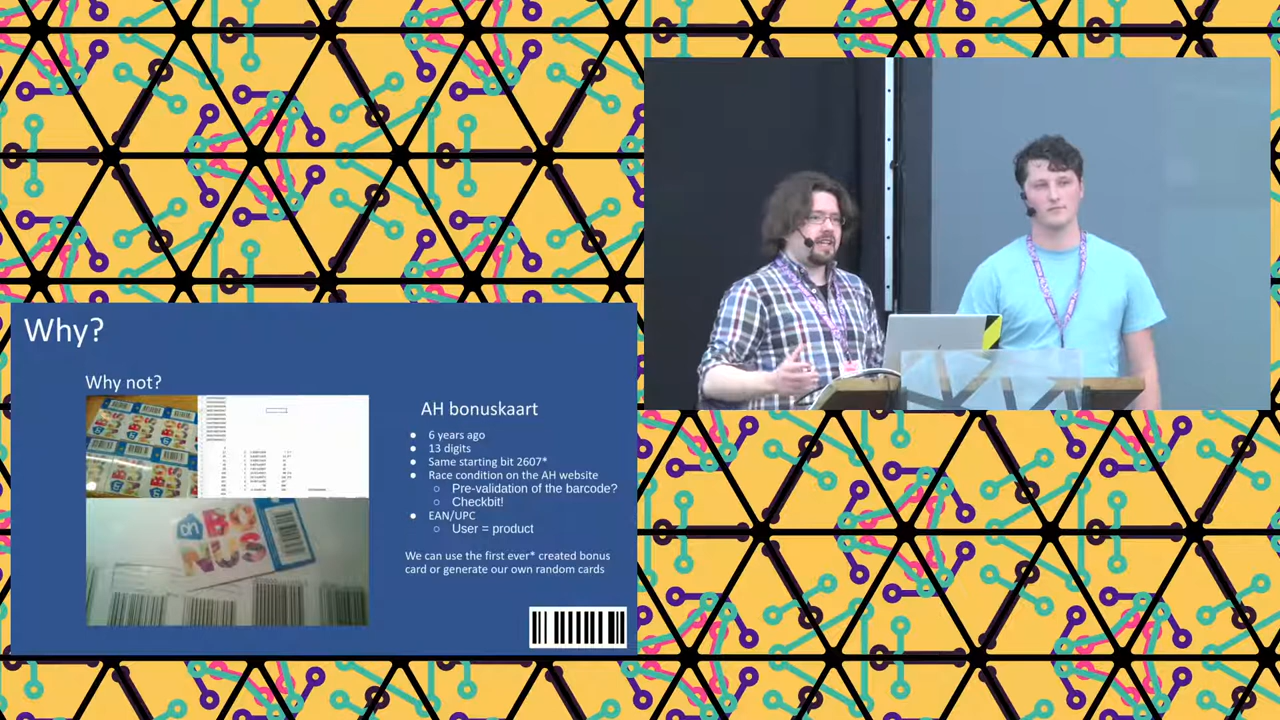 Why?
Why not?
AH bonuskaart
6 years ago
13 digits
Same starting bit 2607*
Race condition on the AH website
Pre-validation of the barcode?
Checkbit!
EAN/UPC
User = product
We can use the first ever* created bonus
card or generate our own random cards
BO
NUS